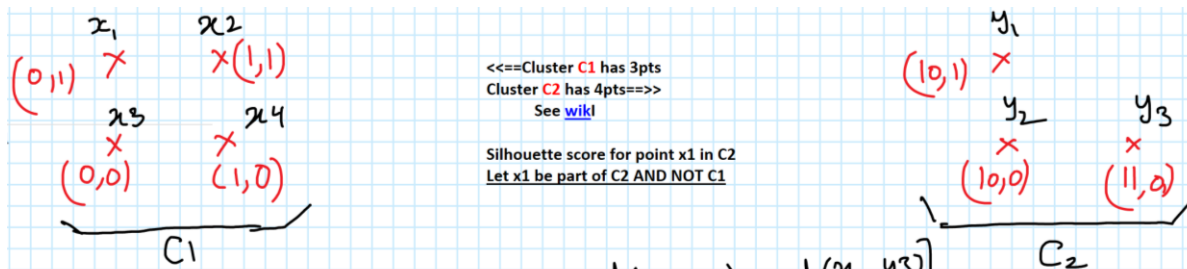 x1 x2
(0,1) × ×(1,1)
x3 x4
× ×
(0,0) (1,0)
C1
<<==Cluster C1 has 3pts
Cluster C2 has 4pts==>>
See wikI
Silhouette score for point x1 in C2
Let x1 be part of C2 AND NOT C1
y1
(10,1) ×
y2 y3
× ×
(10,0) (11,0)
C2